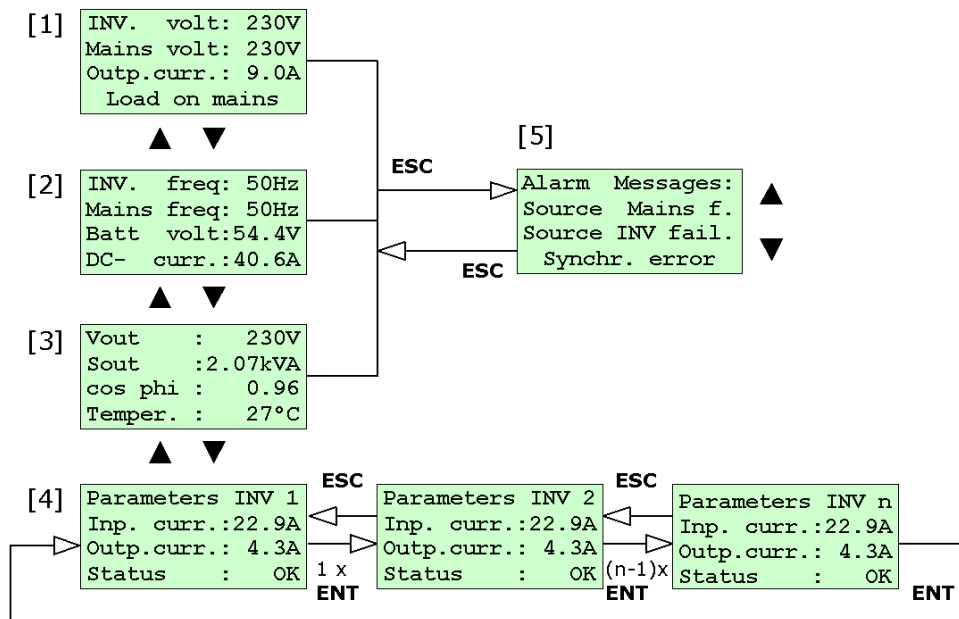 [1]
INV. volt: 230V
Mains volt: 230V
Outp.curr.: 9.0A
Load on mains
[2]
INV. freq: 50Hz
Mains freq: 50Hz
Batt volt:54.4V
DC- curr.:40.6A
[3]
Vout : 230V
Sout :2.07kVA
cos phi : 0.96
Temper. : 27°C
ESC
ESC
[5]
Alarm Messages:
Source Mains f.
Source INV fail.
Synchr. error
[4]
Parameters INV 1
Inp. curr.:22.9A
Outp.curr.: 4.3A
Status : OK
ESC
1 x
ENT
Parameters INV 2
Inp. curr.:22.9A
Outp.curr.: 4.3A
Status : OK
ESC
(n-1)x
ENT
Parameters INV n
Inp. curr.:22.9A
Outp.curr.: 4.3A
Status : OK
ENT